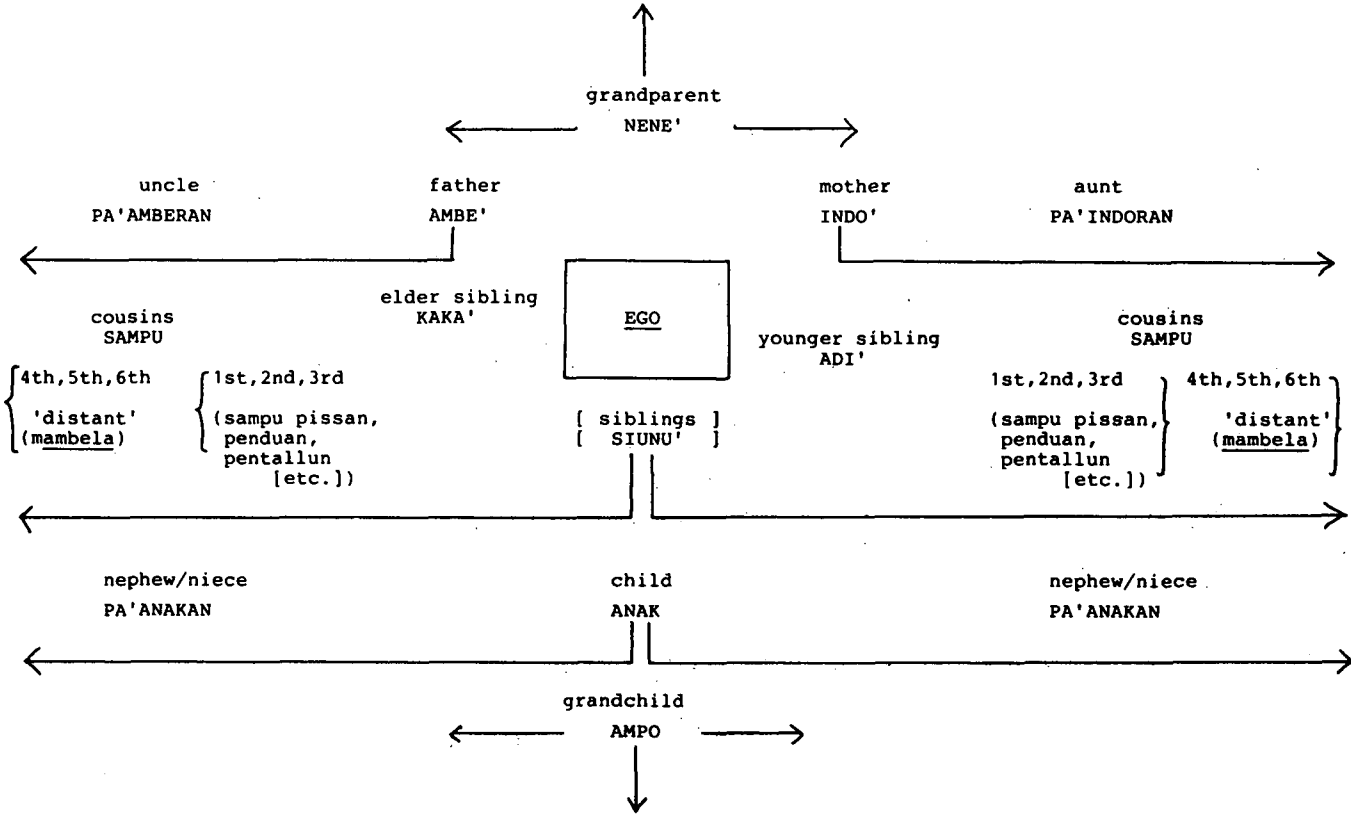 grandparent
NENE'
uncle father mother aunt
PA'AMBERAN AMBE' INDO' PA'INDORAN
elder sibling
KAKA'
EGO
cousins
SAMPU
younger sibling
ADI'
cousins
SAMPU
4th,5th,6th
'distant'
(mambela)
1st,2nd,3rd
(sampu pissan,
penduan,
pentallun
[etc.])
[ siblings ]
[ SIUNU' ]
1st,2nd,3rd
(sampu pissan,
penduan,
pentallun
[etc.])
4th,5th,6th
'distant'
(mambela)
nephew/niece child nephew/niece
PA'ANAKAN ANAK PA'ANAKAN
grandchild
AMPO